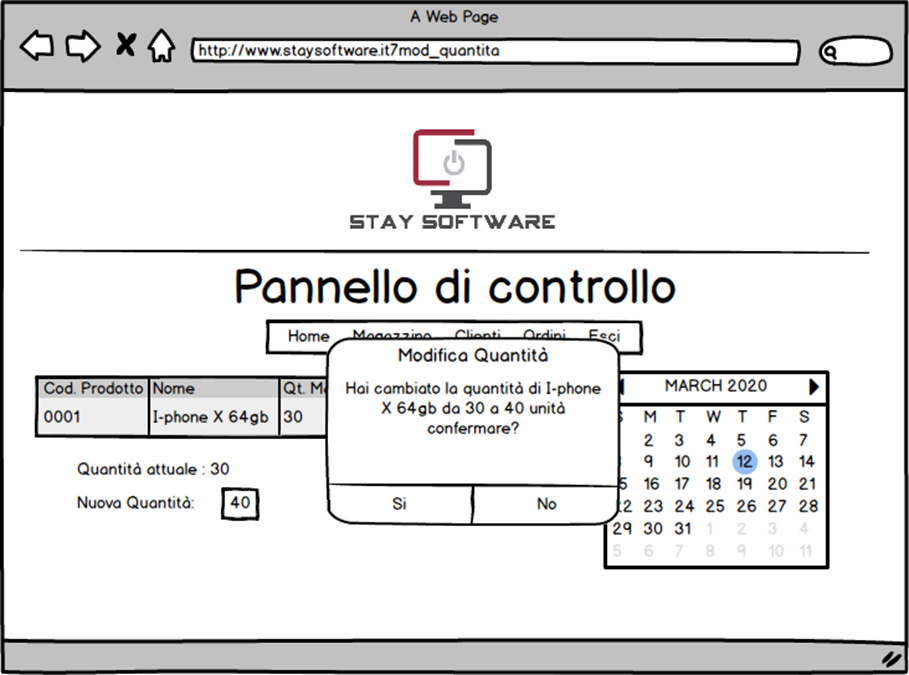 A Web Page
http://www.staysoftware.it7mod_quantita
STAY SOFTWARE
Pannello di controllo
Home Magazzino Clienti Ordini Esci
Modifica Quantità
Hai cambiato la quantità di I-phone
X 64gb da 30 a 40 unità
confermare?
Si No
Cod. Prodotto Nome Qt.
0001 I-phone X 64gb 30
Quantità attuale : 30
Nuova Quantità: 40
MARCH 2020
M T W T F S
2 3 4 5 6 7
9 10 11 12 13 14
16 17 18 19 20 21
22 23 24 25 26 27 28
29 30 31 1 2 3 4
5 6 7 8 9 10 11